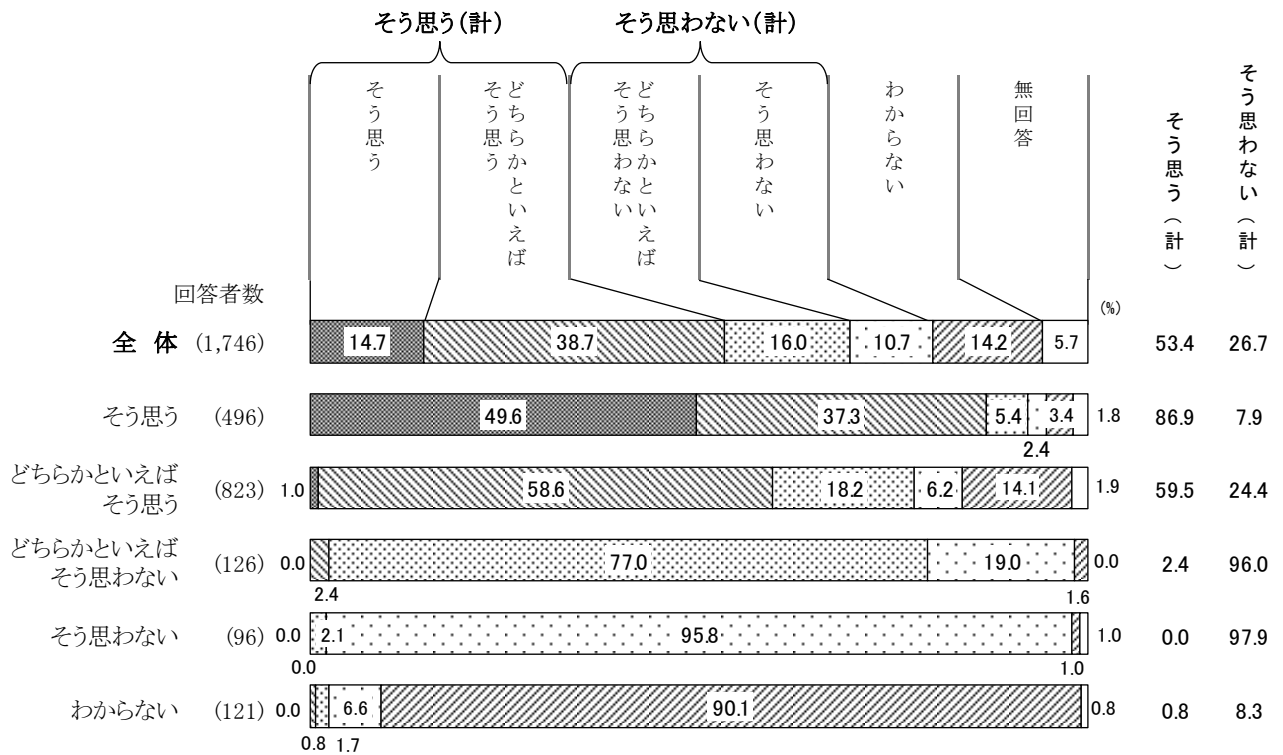 そう思う(計)　そう思わない(計)
そう思う
どちらかといえば
そう思う
どちらかといえば
そう思わない
そう思わない
わからない
無回答
そう思う(計)
そう思わない(計)
回答者数
(%)
全 体 (1,746) 14.7 38.7 16.0 10.7 14.2 5.7 53.4 26.7
そう思う (496) 49.6 37.3 5.4 3.4 1.8 86.9 7.9
2.4
どちらかといえば
そう思う (823) 1.0 58.6 18.2 6.2 14.1 1.9 59.5 24.4
どちらかといえば
そう思わない (126) 0.0 77.0 19.0 0.0 2.4 96.0
2.4 1.6
そう思わない (96) 0.0 2.1 95.8 1.0 0.0 97.9
0.0 1.0
わからない (121) 0.0 6.6 90.1 0.8 0.8 8.3
0.8 1.7